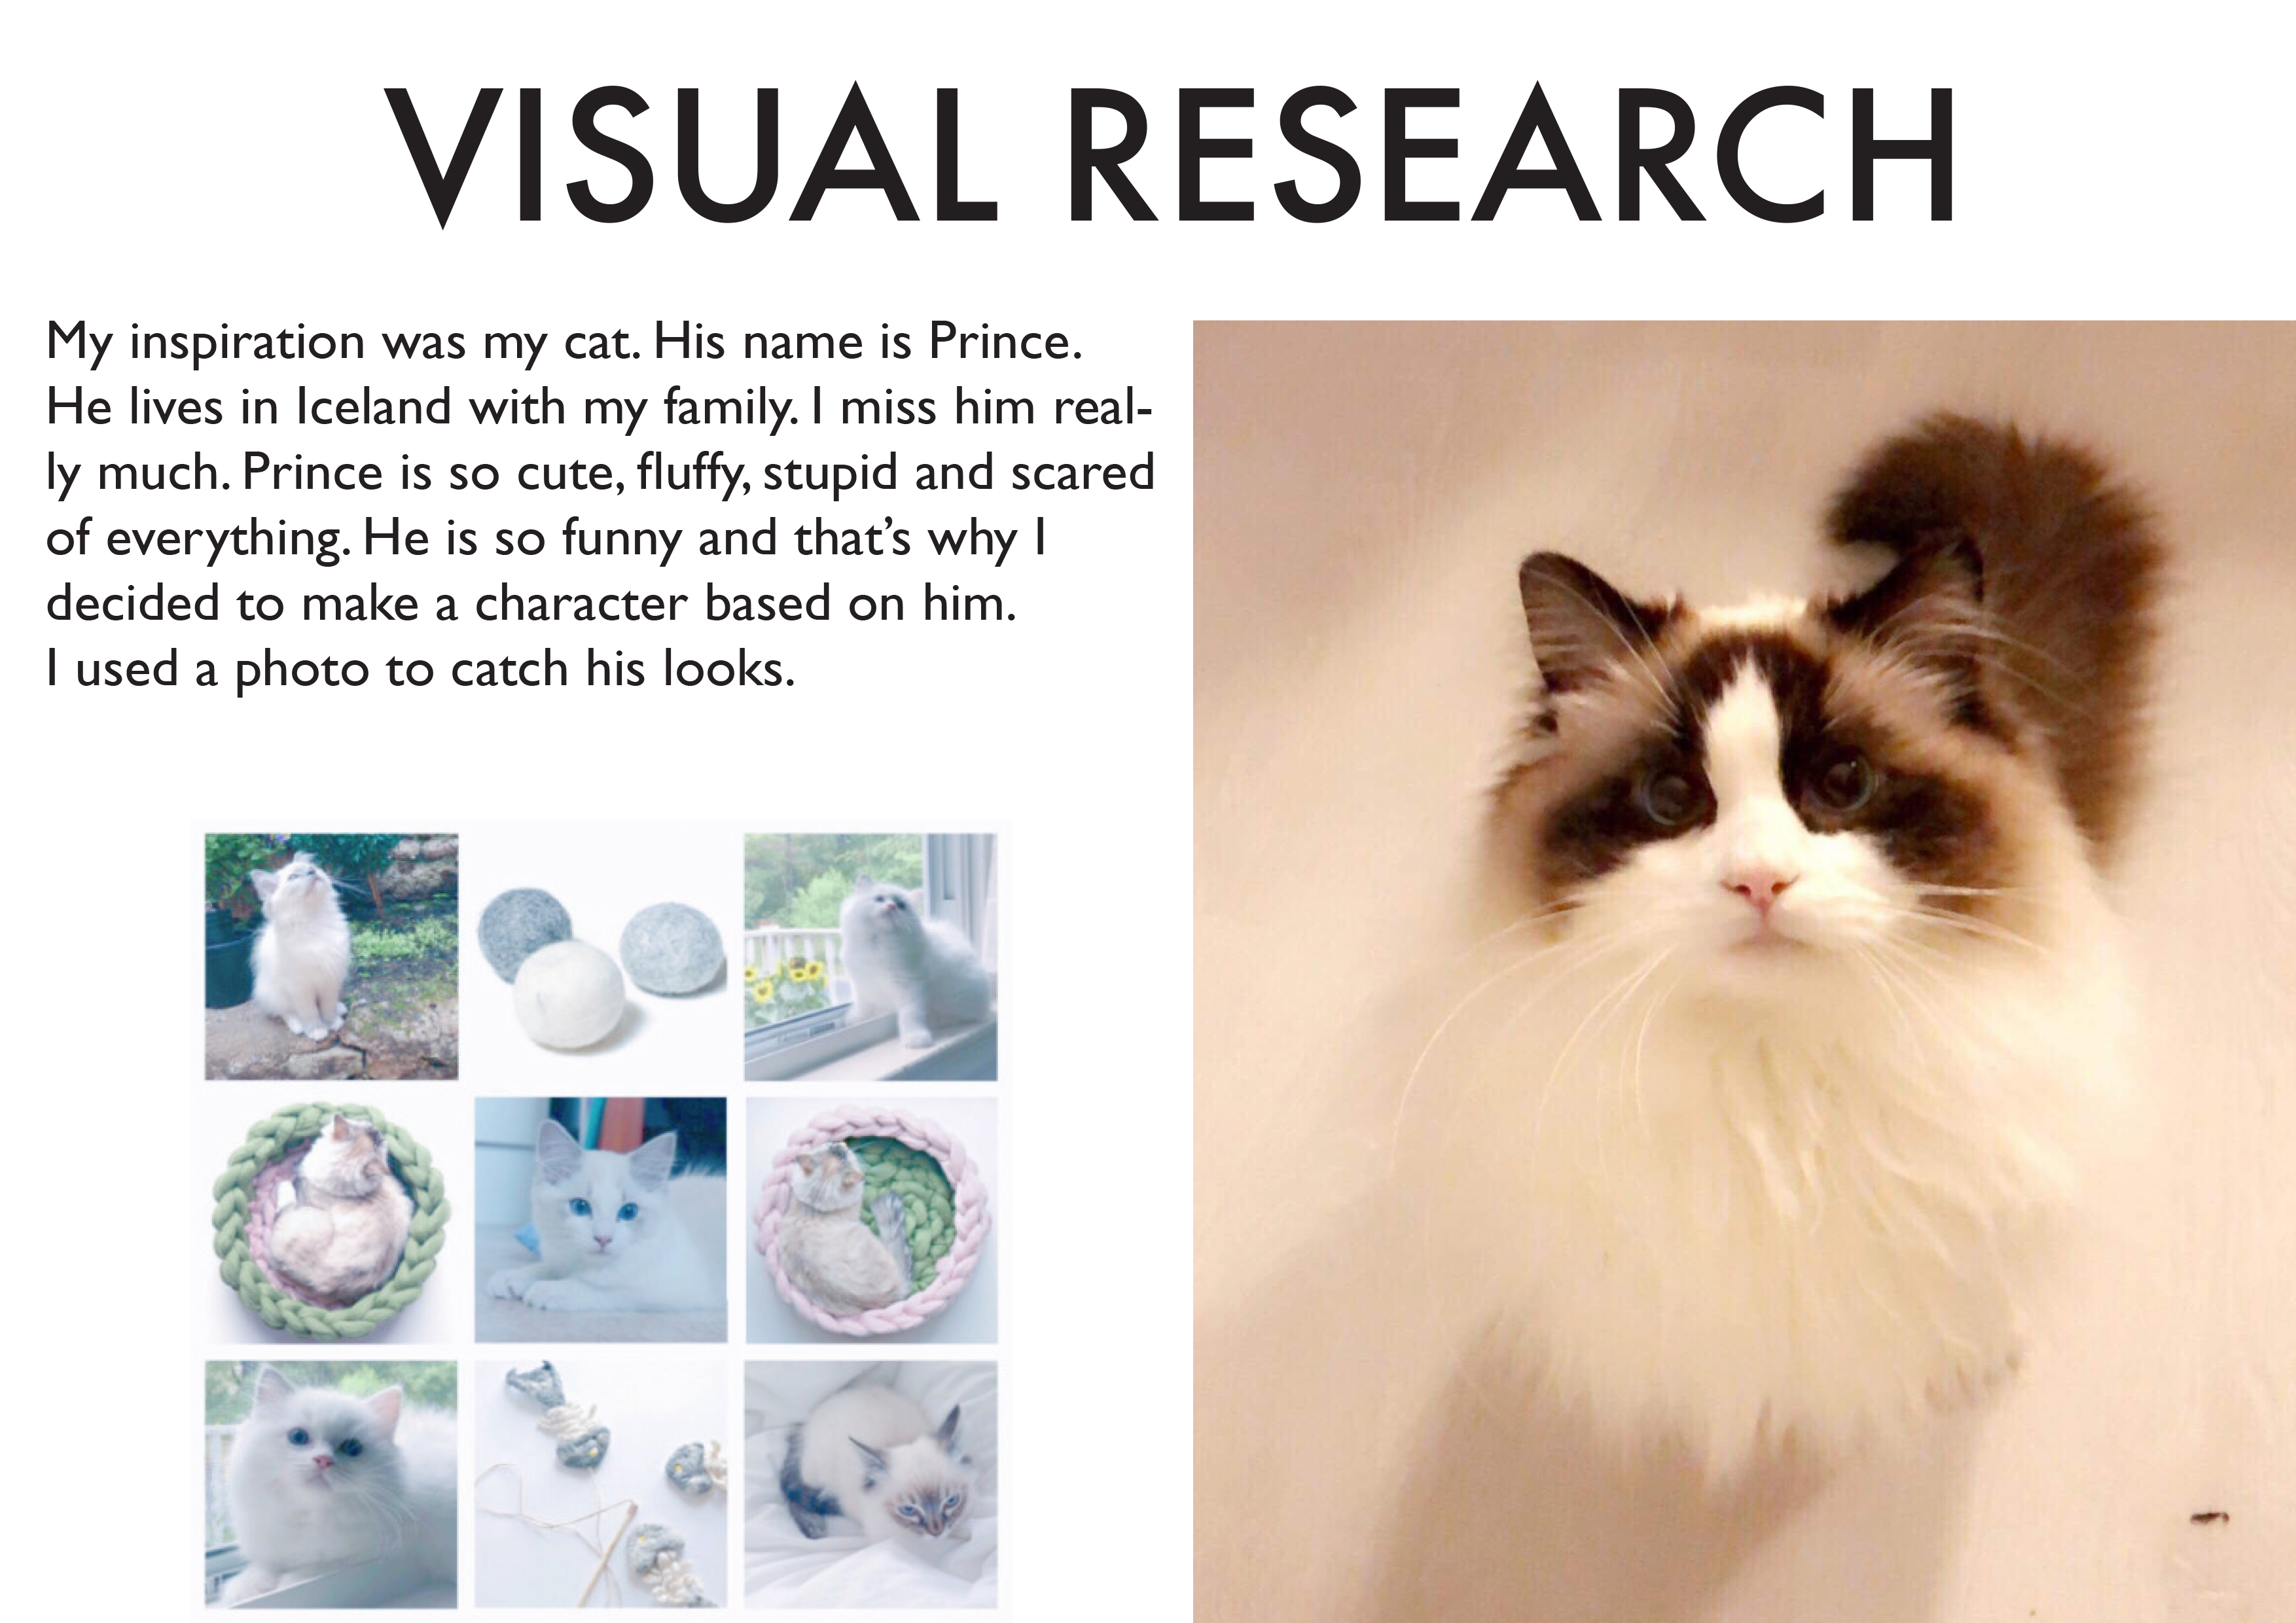 VISUAL RESEARCH
My inspiration was my cat. His name is Prince.
He lives in Iceland with my family. I miss him real-
ly much. Prince is so cute, fluffy, stupid and scared
of everything. He is so funny and that’s why I
decided to make a character based on him.
I used a photo to catch his looks.